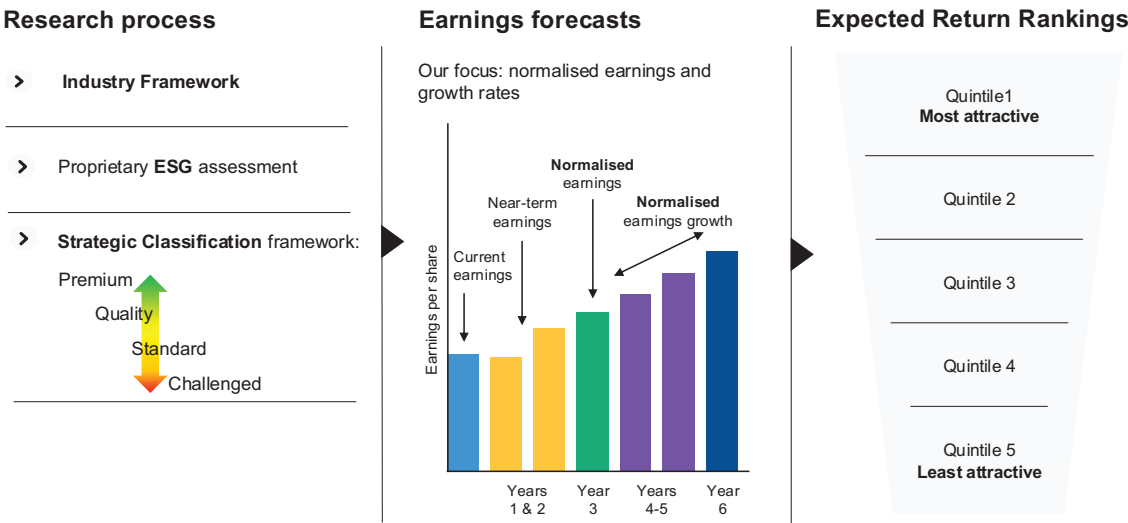 Research process
Industry Framework
Proprietary ESG assessment
Strategic Classification framework:
Premium
Quality
Standard
Challenged
Earnings forecasts
Our focus: normalised earnings and
growth rates
Earnings per share
Current
earnings
Near-term
earnings
Normalised
earnings
Normalised
earnings growth
Years
1 & 2
Year
3
Years
4-5
Year
6
Expected Return Rankings
Quintile1
Most attractive
Quintile 2
Quintile 3
Quintile 4
Quintile 5
Least attractive